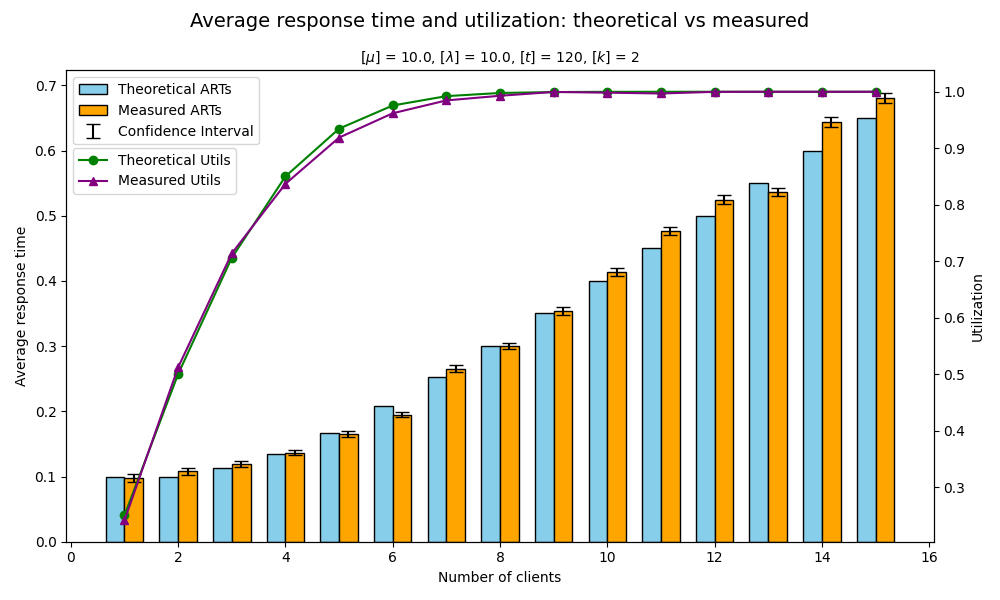 Average response time and utilization: theoretical vs measured
[μ] = 10.0, [λ] = 10.0, [t] = 120, [k] = 2
Theoretical ARTs
Measured ARTs
Confidence Interval
Theoretical Utils
Measured Utils
Average response time
0.7
0.6
0.5
0.4
0.3
0.2
0.1
0.0
1.0
0.9
0.8
0.7
0.6
0.5
0.4
0.3
Utilization
0 2 4 6 8 10 12 14 16
Number of clients